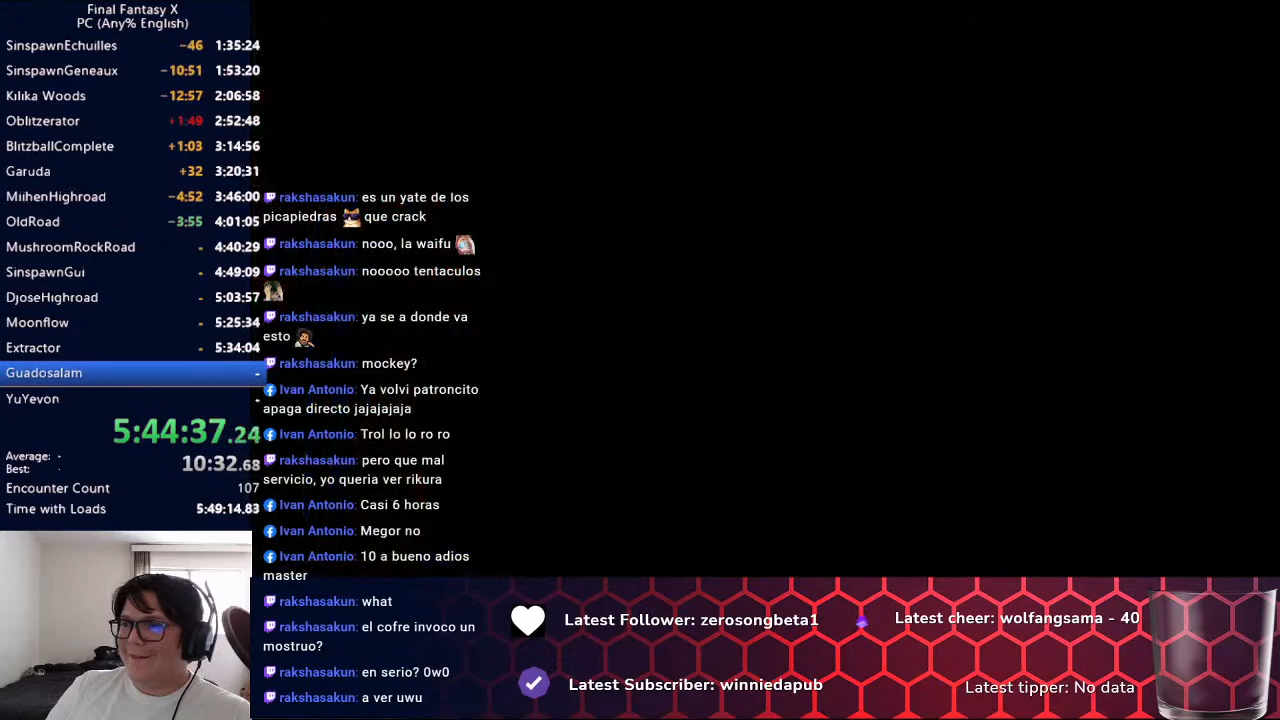 Final Fantasy X
PC (Any% English)
SinspawnEchuilles -46 1:35:24
SinspawnGeneaux -10:51 1:53:20
Kilika Woods -12:57 2:06:58
Oblitzerator +1:49 2:52:48
BlitzballComplete +1:03 3:14:56
Garuda +32 3:20:31
MiihenHighroad -4:52 3:46:00
OldRoad -3:55 4:01:05
MushroomRockRoad - 4:40:29
SinspawnGui - 4:49:09
DjoseHighroad - 5:03:57
Moonflow - 5:25:34
Extractor - 5:34:04
Guadosalam -
YuYevon -
5:44:37.24
Average: -
Best: -
10:32.68
Encounter Count 107
Time with Loads 5:49:14.83
rakshasakun: es un yate de los
picapiedras que crack
rakshasakun: nooo, la waifu
rakshasakun: nooooo tentaculos
rakshasakun: ya se a donde va
esto
rakshasakun: mockey?
Ivan Antonio: Ya volvi patroncito
apaga directo jajajajaja
Ivan Antonio: Trol lo lo ro ro
rakshasakun: pero que mal
servicio, yo queria ver rikura
Ivan Antonio: Casi 6 horas
Ivan Antonio: Megor no
Ivan Antonio: 10 a bueno adios
master
rakshasakun: what
rakshasakun: el cofre invoco un
mostruo?
rakshasakun: en serio? 0w0
rakshasakun: a ver uwu
Latest Follower: zerosongbeta1
Latest cheer: wolfangsama - 40
Latest Subscriber: winniedapub
Latest tipper: No data